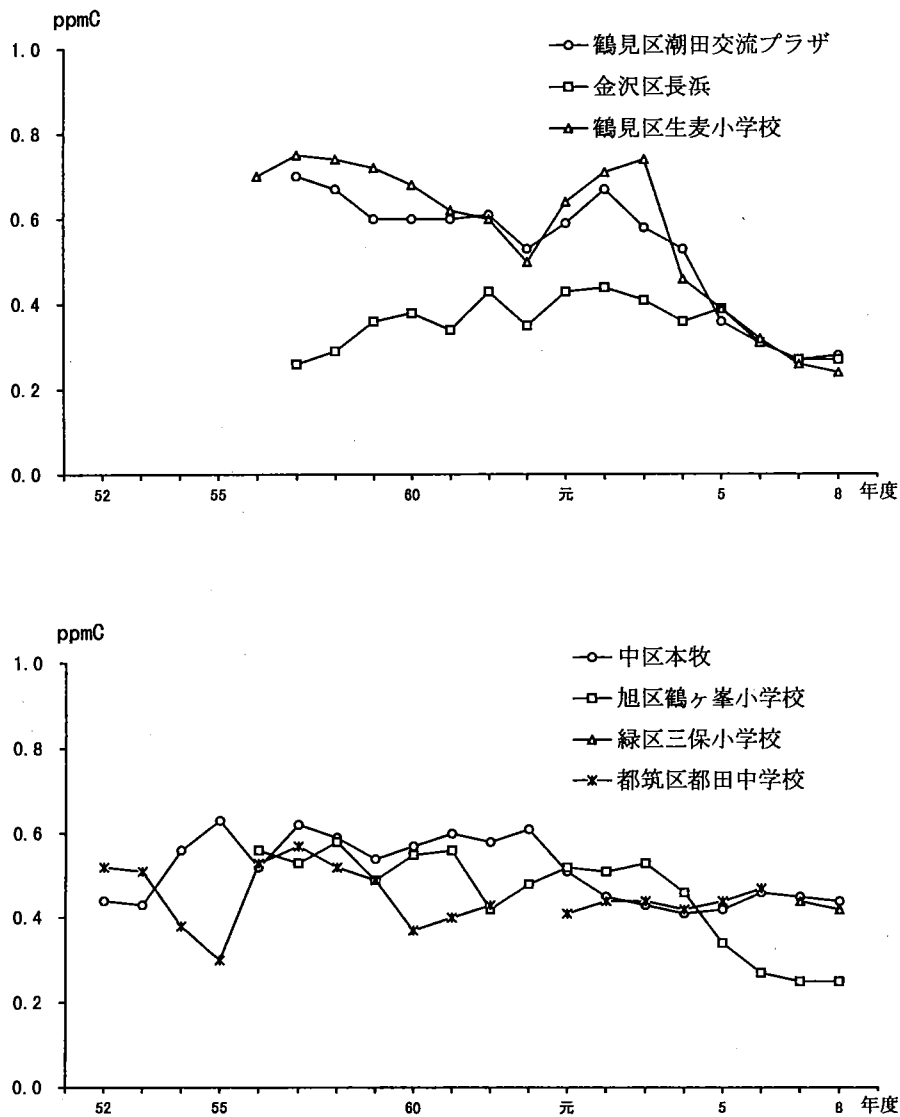 ppmC
1.0
0.8
0.6
0.4
0.2
0.0
鶴見区潮田交流プラザ
金沢区長浜
鶴見区生麦小学校
52 55 60 元 5 8 年度
ppmC
1.0
0.8
0.6
0.4
0.2
0.0
中区本牧
旭区鶴ヶ峯小学校
緑区三保小学校
都筑区都田中学校
52 55 60 元 5 8 年度